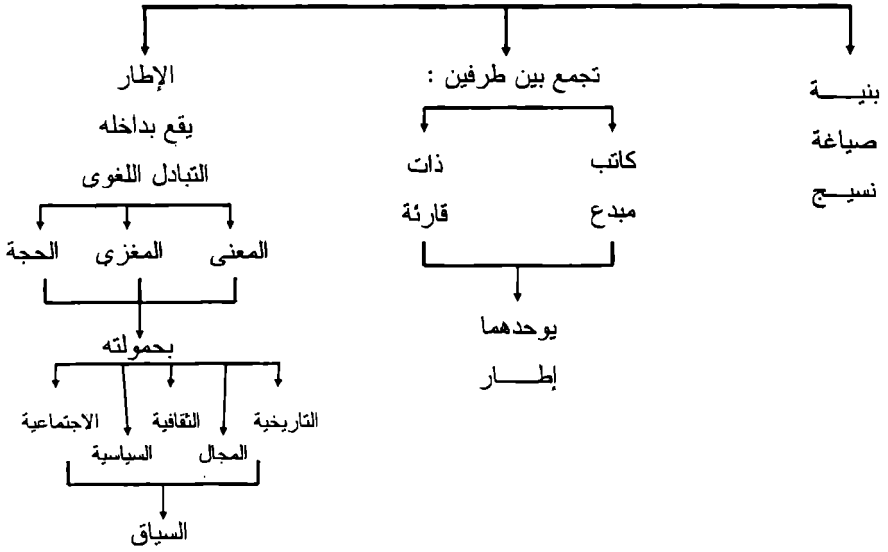 بنيـــة
صياغة
نسيـــج
تجمع بين طرفين :
كاتب
مبدع
ذات
قارئة
يوحدهما
إطـــــار
الإطار
يقع بداخله
التبادل اللغوى
المعنى المغزى الحجة
بحمولته
التاريخية الثقافية الاجتماعية
المجال السياسية
السياق